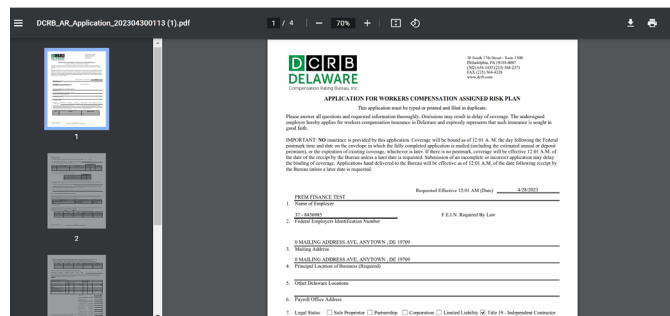 DCRB_AR_Application_202304300113 (1).pdf
1 / 4
70%
1
2
DCRB
DELAWARE
Compensation Rating Bureau, Inc.
30 South 17th Street - Suite 1500
Philadelphia, PA 19103-4007
(302) 654-1435 (215) 568-2371
FAX (215) 564-4328
www.dcrb.com
APPLICATION FOR WORKERS COMPENSATION ASSIGNED RISK PLAN
This application must be typed or printed and filed in duplicate.
Please answer all questions and requested information thoroughly. Omissions may result in delay of coverage. The undersigned
employer hereby applies for workers compensation insurance in Delaware and expressly represents that such insurance is sought in
good faith.
IMPORTANT: NO insurance is provided by this application. Coverage will be bound as of 12:01 A. M. the day following the Federal
postmark time and date on the envelope in which the fully completed application is mailed (including the estimated annual or deposit
premium), or the expiration of existing coverage, whichever is later. If there is no postmark, coverage will be effective 12:01 A.M. of
the date of the receipt by the Bureau unless a later date is requested. Submission of an incomplete or incorrect application may delay
the binding of coverage. Applications hand delivered to the Bureau will be effective as of 12:01 A.M. of the date following receipt by
the Bureau unless a later date is requested.
Requested Effective 12:01 AM (Date) 4/28/2023
PREM FINANCE TEST
1. Name of Employer
37 - 8436985 F.E.I.N. Required By Law
2. Federal Employers Identification Number
0 MAILING ADDRESS AVE, ANYTOWN , DE 19709
3. Mailing Address
0 MAILING ADDRESS AVE, ANYTOWN , DE 19709
4. Principal Location of Business (Required)
5. Other Delaware Locations
6. Payroll Office Address
7. Legal Status Sole Proprietor Partnership Corporation Limited Liability Title 19 - Independent Contractor